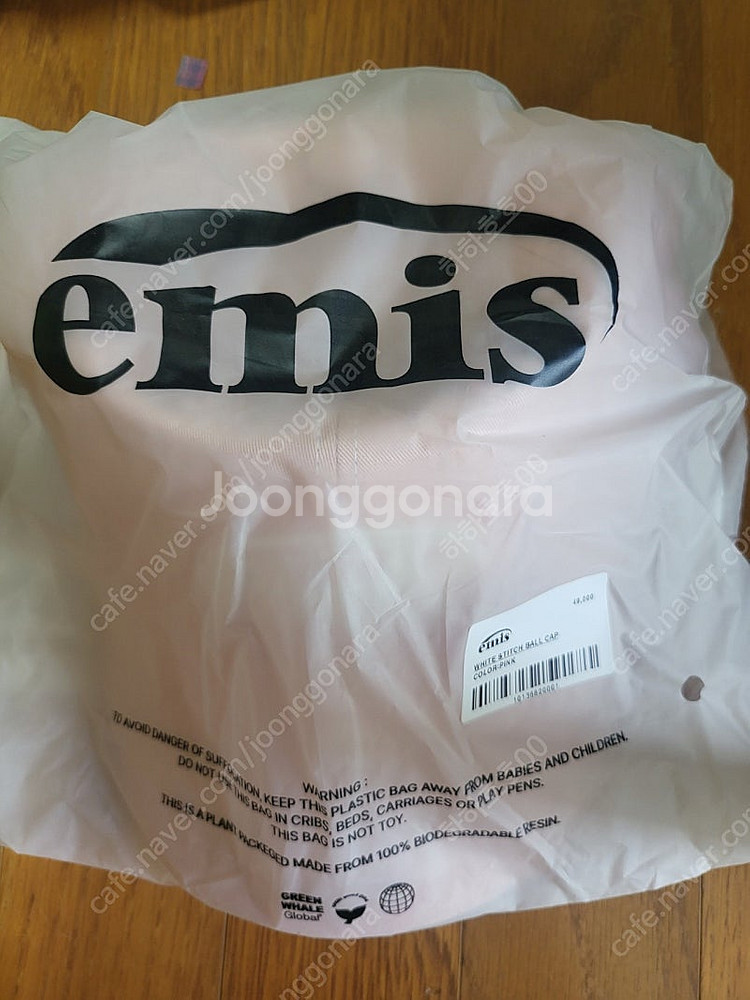 emis
Joonggonara
49,000
emis
WHITE STITCH BALL CAP
COLOR:PINK
10139820001
WARNING :
TO AVOID DANGER OF SUFFOCATION, KEEP THIS PLASTIC BAG AWAY FROM BABIES AND CHILDREN.
DO NOT USE THIS BAG IN CRIBS, BEDS, CARRIAGES OR PLAY PENS.
THIS BAG IS NOT TOY.
THIS IS A PLANT PACKEGED MADE FROM 100% BIODEGRADABLE RESIN.
GREEN
WHALE
Global
cafe.naver.com/joonggonara